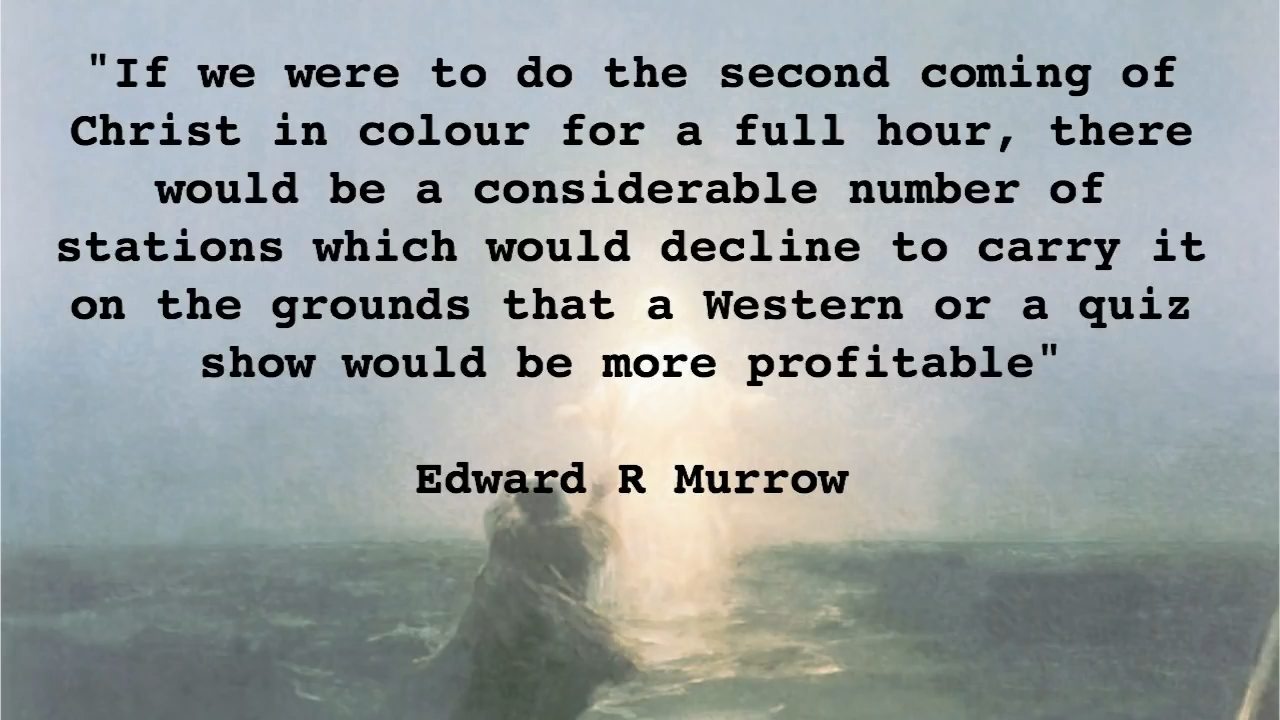 "If we were to do the second coming of
Christ in colour for a full hour, there
would be a considerable number of
stations which would decline to carry it
on the grounds that a Western or a quiz
show would be more profitable"
Edward R Murrow